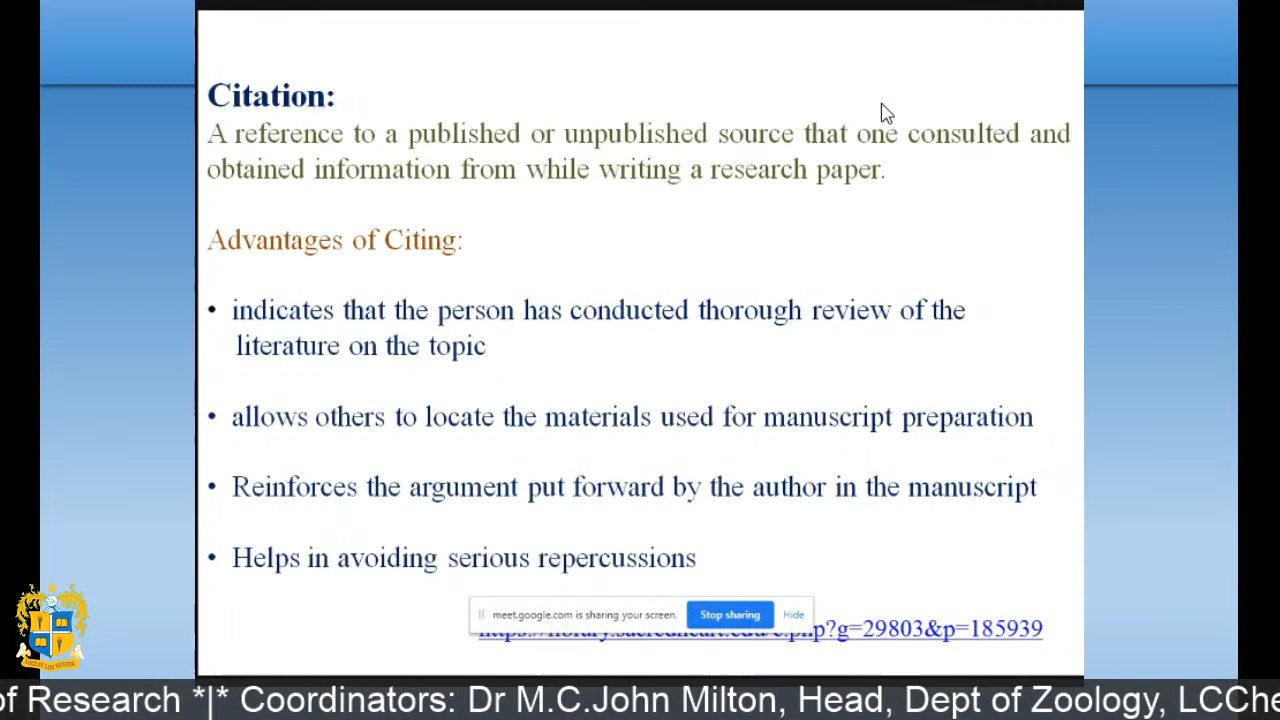 Citation:
A reference to a published or unpublished source that one consulted and
obtained information from while writing a research paper.
Advantages of Citing:
• indicates that the person has conducted thorough review of the
literature on the topic
• allows others to locate the materials used for manuscript preparation
• Reinforces the argument put forward by the author in the manuscript
• Helps in avoiding serious repercussions
meet.google.com is sharing your screen. Stop sharing Hide
?g=29803&p=185939
of Research *|* Coordinators: Dr M.C.John Milton, Head, Dept of Zoology, LCChe